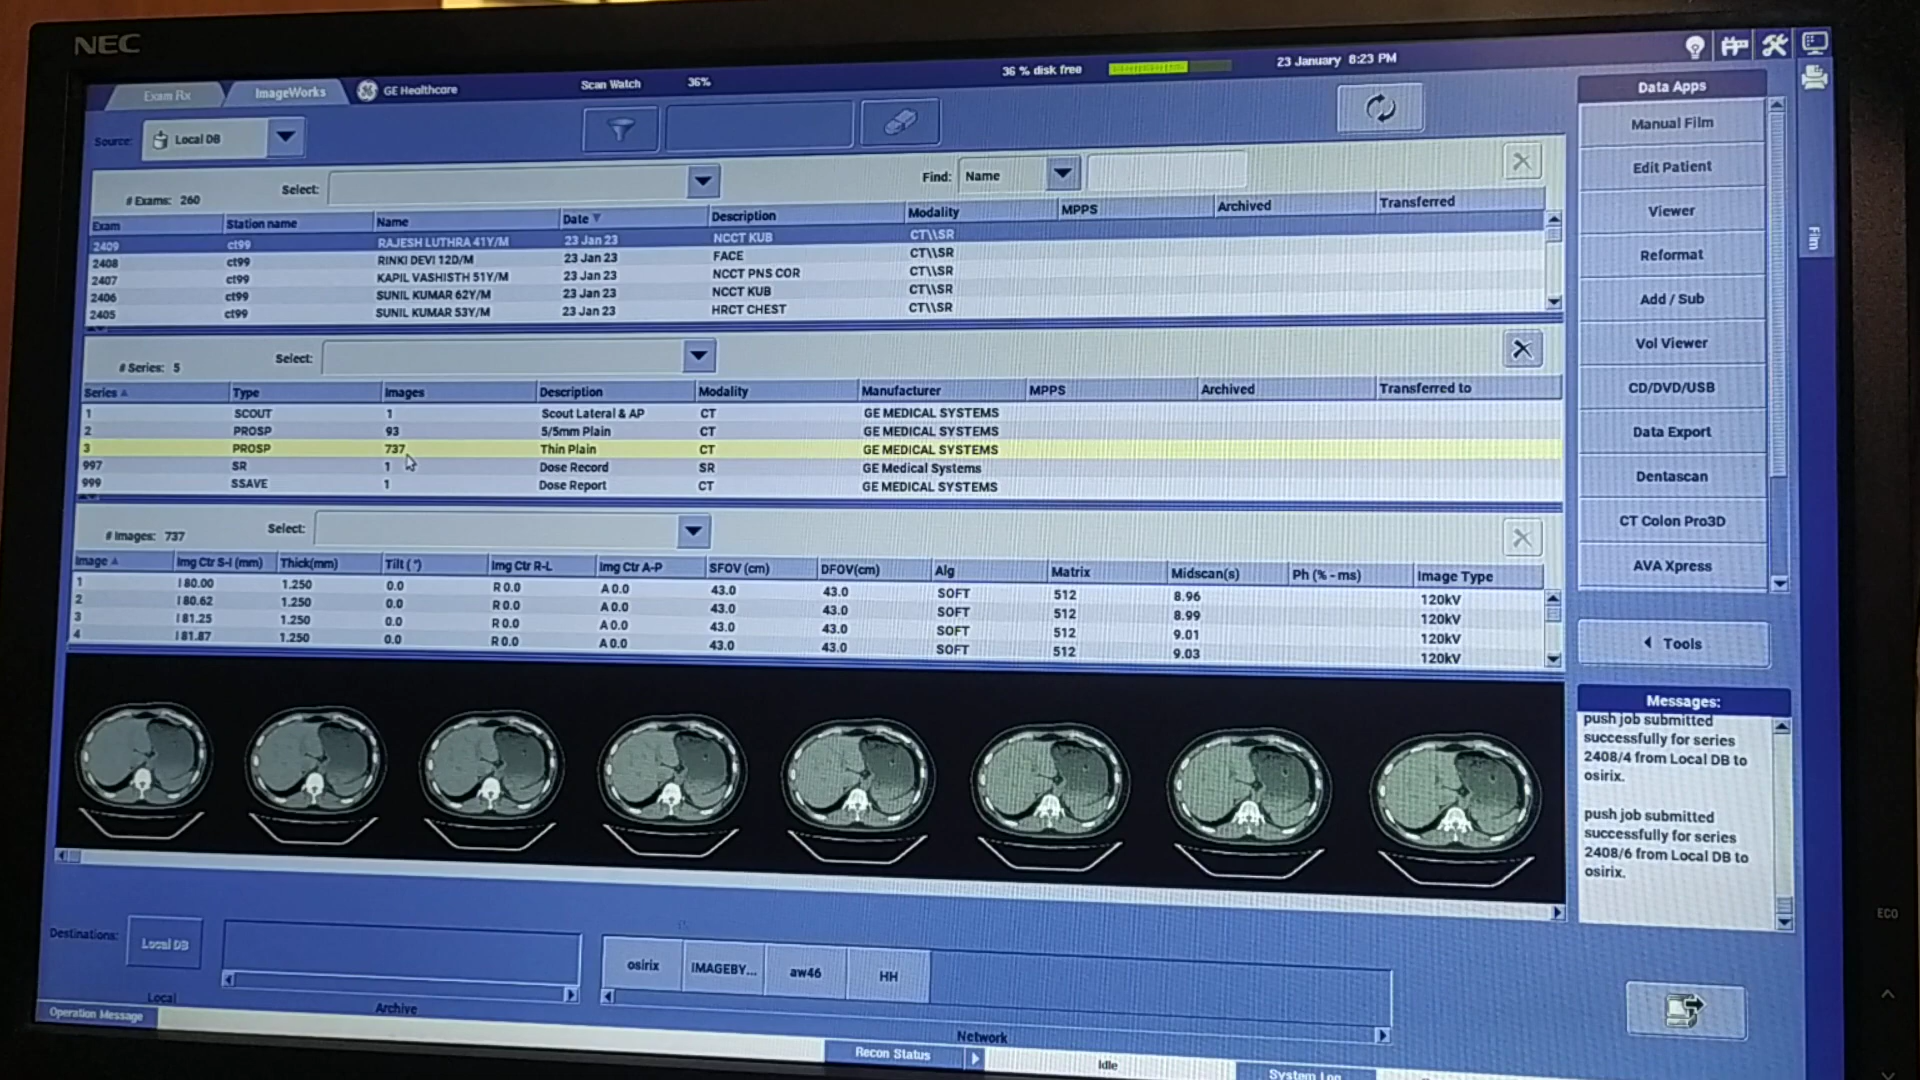 NEC
Exam Rx ImageWorks GE Healthcare Scan Watch 36% 36 % disk free 23 January 8:23 PM
Source: Local DB
# Exams: 260 Select: Find: Name
Exam Station name Name Date Description Modality MPPS Archived Transferred
2409 ct99 RAJESH LUTHRA 41Y/M 23 Jan 23 NCCT KUB CT\\SR
2408 ct99 RINKI DEVI 12D/M 23 Jan 23 FACE CT\\SR
2407 ct99 KAPIL VASHISTH 51Y/M 23 Jan 23 NCCT PNS COR CT\\SR
2406 ct99 SUNIL KUMAR 62Y/M 23 Jan 23 NCCT KUB CT\\SR
2405 ct99 SUNIL KUMAR 53Y/M 23 Jan 23 HRCT CHEST CT\\SR
# Series: 5 Select:
Series Type Images Description Modality Manufacturer MPPS Archived Transferred to
1 SCOUT 1 Scout Lateral & AP CT GE MEDICAL SYSTEMS
2 PROSP 93 5/5mm Plain CT GE MEDICAL SYSTEMS
3 PROSP 737 Thin Plain CT GE MEDICAL SYSTEMS
997 SR 1 Dose Record SR GE Medical Systems
999 SSAVE 1 Dose Report CT GE MEDICAL SYSTEMS
# Images: 737 Select:
Image Img Ctr S-I (mm) Thick(mm) Tilt (°) Img Ctr R-L Img Ctr A-P SFOV (cm) DFOV(cm) Alg Matrix Midscan(s) Ph (% - ms) Image Type
1 I 80.00 1.250 0.0 R 0.0 A 0.0 43.0 43.0 SOFT 512 8.96 120kV
2 I 80.62 1.250 0.0 R 0.0 A 0.0 43.0 43.0 SOFT 512 8.99 120kV
3 I 81.25 1.250 0.0 R 0.0 A 0.0 43.0 43.0 SOFT 512 9.01 120kV
4 I 81.87 1.250 0.0 R 0.0 A 0.0 43.0 43.0 SOFT 512 9.03 120kV
Destinations: Local DB
osirix IMAGEBY... aw46 HH
Local
Archive
Network
Operation Message
Recon Status
Idle
System Log
Data Apps
Manual Film
Edit Patient
Viewer
Reformat
Add / Sub
Vol Viewer
CD/DVD/USB
Data Export
Dentascan
CT Colon Pro3D
AVA Xpress
Tools
Messages:
push job submitted
successfully for series
2408/4 from Local DB to
osirix.
push job submitted
successfully for series
2408/6 from Local DB to
osirix.
Film
ECO